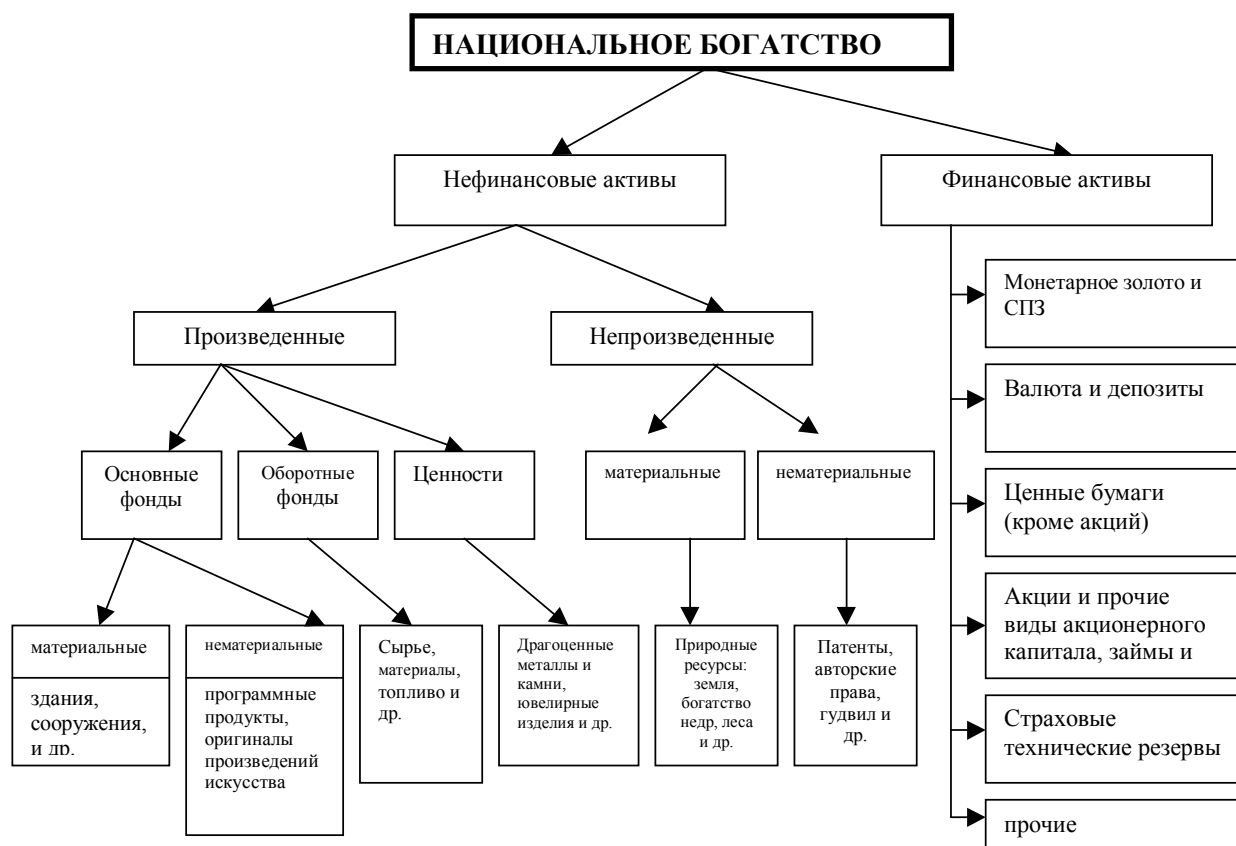 НАЦИОНАЛЬНОЕ БОГАТСТВО
Нефинансовые активы
Финансовые активы
Произведенные
Непроизведенные
Основные
фонды
Оборотные
фонды
Ценности
материальные
нематериальные
материальные
здания,
сооружения,
и др.
нематериальные
программные
продукты,
оригиналы
произведений
искусства
Сырье,
материалы,
топливо и
др.
Драгоценные
металлы и
камни,
ювелирные
изделия и др.
Природные
ресурсы:
земля,
богатство
недр, леса
и др.
Патенты,
авторские
права,
гудвил и
др.
Монетарное золото и
СПЗ
Валюта и депозиты
Ценные бумаги
(кроме акций)
Акции и прочие
виды акционерного
капитала, займы и
Страховые
технические резервы
прочие